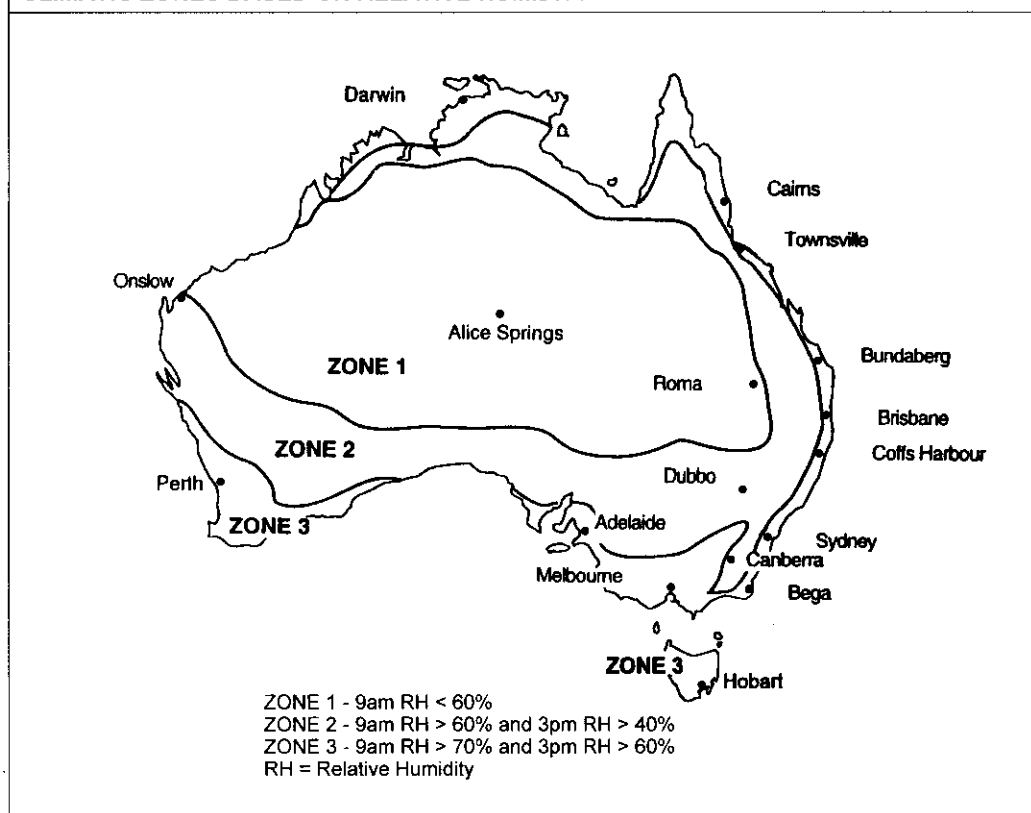 Darwin
Cairns
Townsville
Onslow
Alice Springs
ZONE 1
Bundaberg
Roma
Brisbane
ZONE 2
Coffs Harbour
Dubbo
Perth
ZONE 3
Adelaide
Sydney
Canberra
Melbourne
Bega
ZONE 3
Hobart
ZONE 1 - 9am RH < 60%
ZONE 2 - 9am RH > 60% and 3pm RH > 40%
ZONE 3 - 9am RH > 70% and 3pm RH > 60%
RH = Relative Humidity